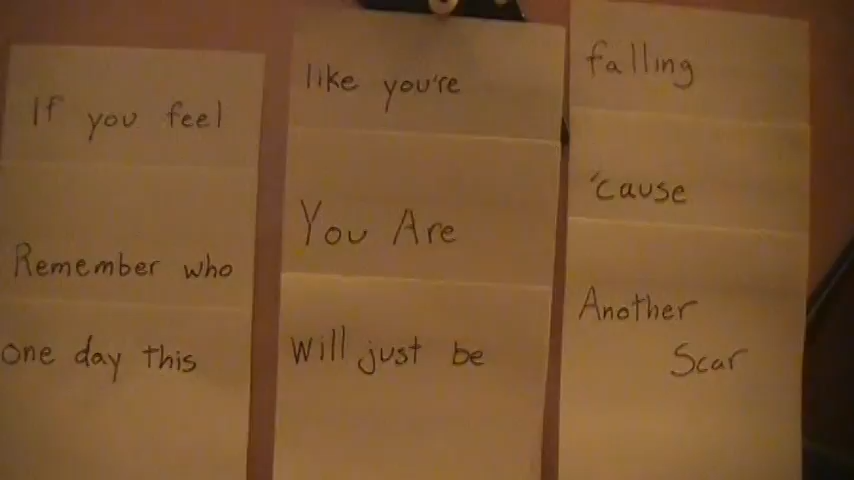 If you feel like you're falling
Remember who You Are 'cause
one day this will just be Another
Scar